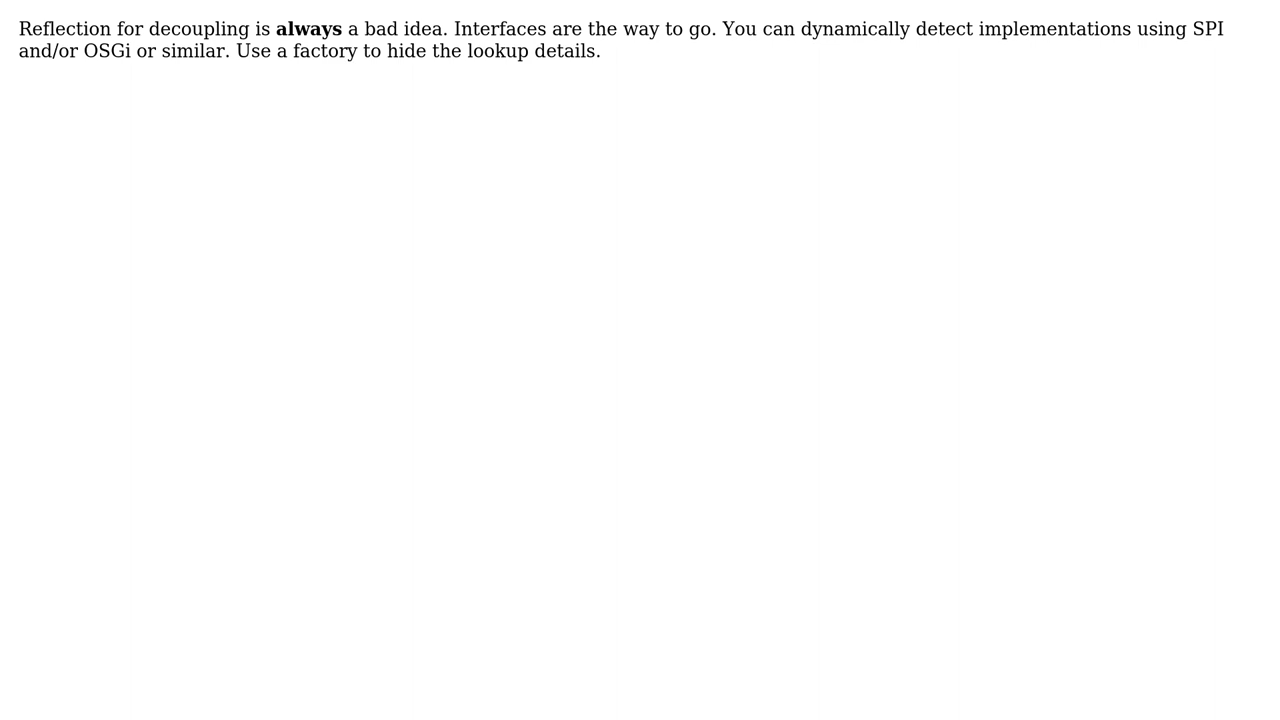 Reflection for decoupling is always a bad idea. Interfaces are the way to go. You can dynamically detect implementations using SPI
and/or OSGi or similar. Use a factory to hide the lookup details.